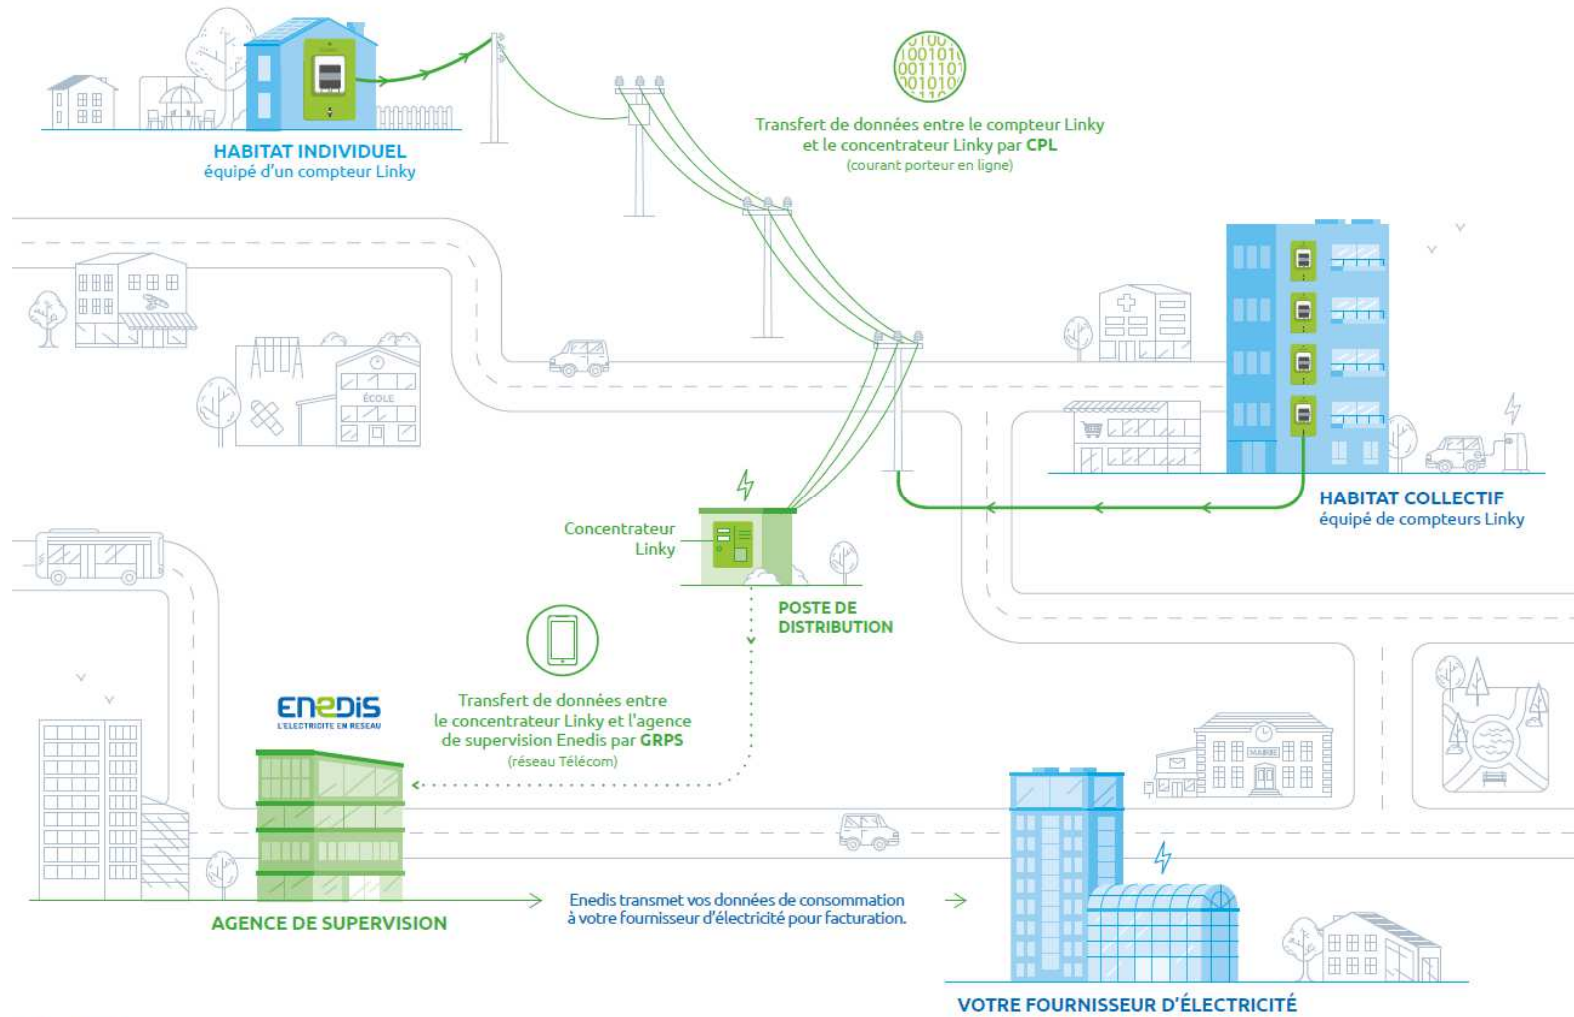 HABITAT INDIVIDUEL
équipé d'un compteur Linky
Transfert de données entre le compteur Linky
et le concentrateur Linky par CPL
(courant porteur en ligne)
ÉCOLE
HABITAT COLLECTIF
équipé de compteurs Linky
Concentrateur
Linky
POSTE DE
DISTRIBUTION
ENEDIS
L'ELECTRICITE EN RESEAU
Transfert de données entre
le concentrateur Linky et l'agence
de supervision Enedis par GRPS
(réseau Télécom)
MAIRIE
AGENCE DE SUPERVISION
Enedis transmet vos données de consommation
à votre fournisseur d'électricité pour facturation.
VOTRE FOURNISSEUR D'ÉLECTRICITÉ